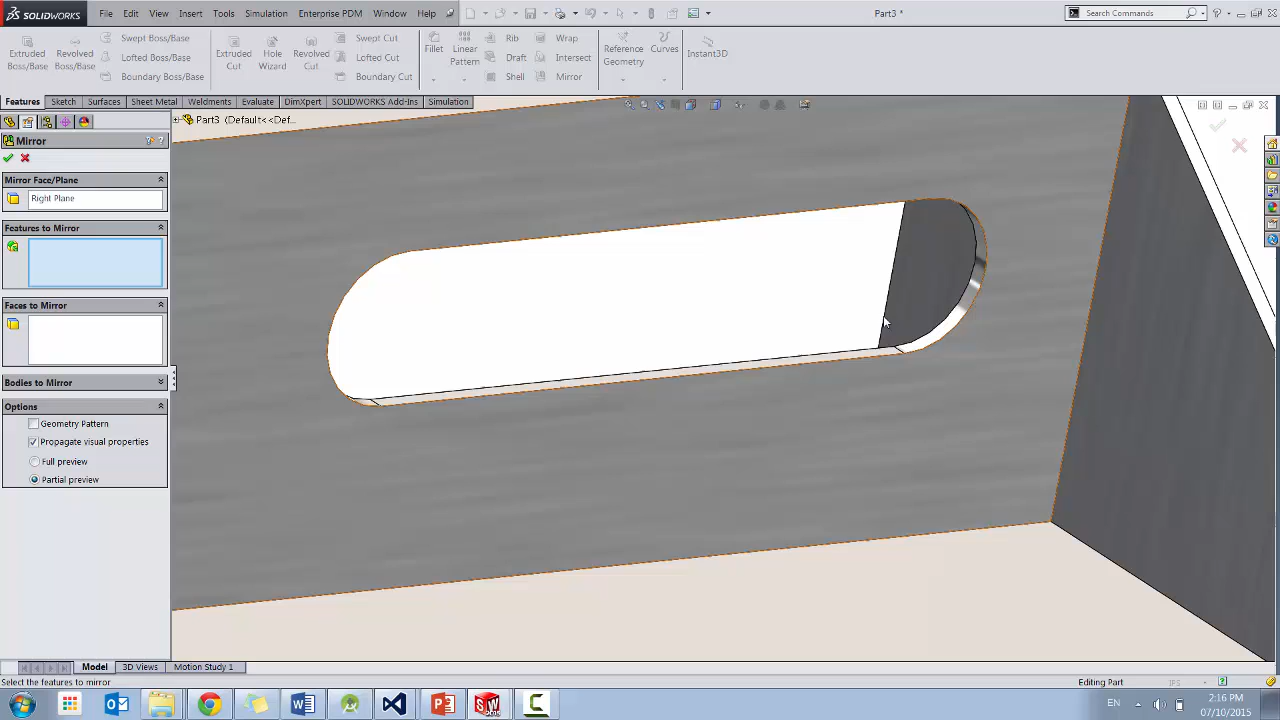 SOLIDWORKS
File Edit View Insert Tools Simulation Enterprise PDM Window Help
Part3 *
Search Commands
Extruded Boss/Base
Revolved Boss/Base
Swept Boss/Base
Lofted Boss/Base
Boundary Boss/Base
Extruded Cut
Hole Wizard
Revolved Cut
Swept Cut
Lofted Cut
Boundary Cut
Fillet
Linear Pattern
Rib
Draft
Shell
Wrap
Intersect
Mirror
Reference Geometry
Curves
Instant3D
Features Sketch Surfaces Sheet Metal Weldments Evaluate DimXpert SOLIDWORKS Add-Ins Simulation
Part3 (Default<<Def...
Mirror
Mirror Face/Plane
Right Plane
Features to Mirror
Faces to Mirror
Bodies to Mirror
Options
Geometry Pattern
Propagate visual properties
Full preview
Partial preview
Model 3D Views Motion Study 1
Select the features to mirror
Editing Part
IPS
EN
2:16 PM
07/10/2015